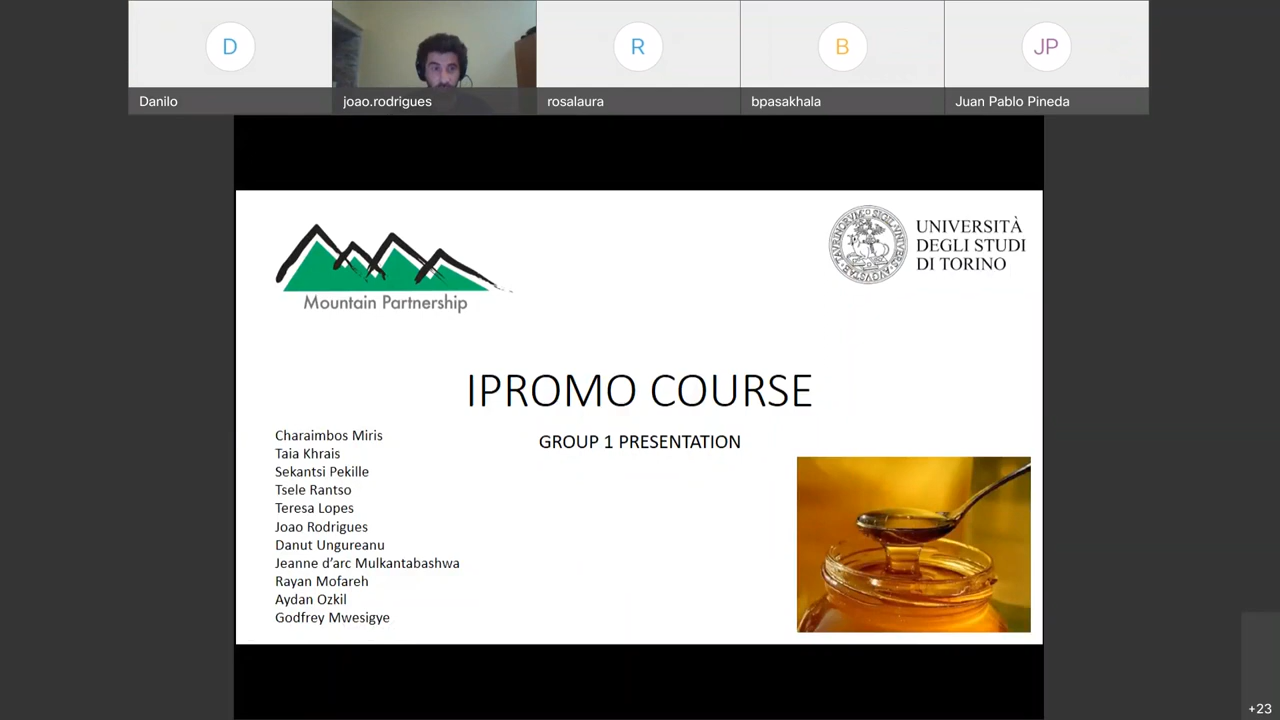 D
R
B
JP
Danilo
joao.rodrigues
rosalaura
bpasakhala
Juan Pablo Pineda
Mountain Partnership
UNIVERSITÀ
DEGLI STUDI
DI TORINO
IPROMO COURSE
GROUP 1 PRESENTATION
Charaimbos Miris
Taia Khrais
Sekantsi Pekille
Tsele Rantso
Teresa Lopes
Joao Rodrigues
Danut Ungureanu
Jeanne d’arc Mulkantabashwa
Rayan Mofareh
Aydan Ozkil
Godfrey Mwesigye
+23